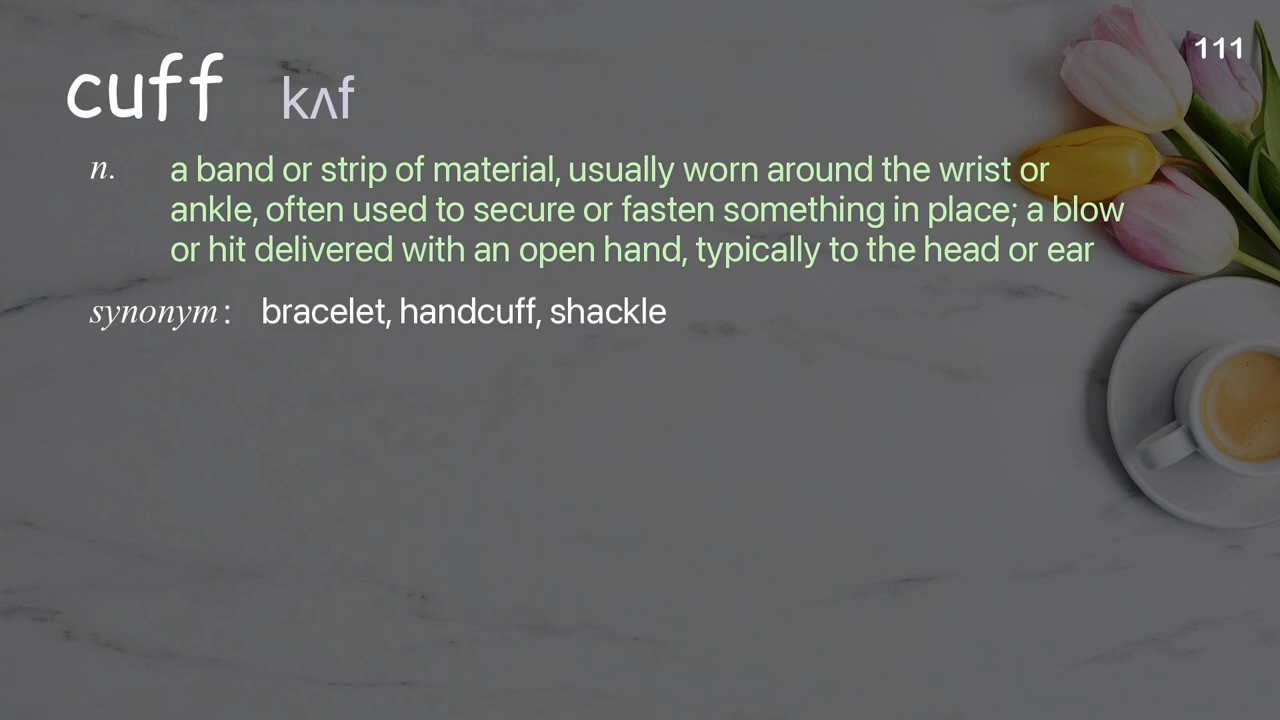 111
cuff kʌf
n. a band or strip of material, usually worn around the wrist or
ankle, often used to secure or fasten something in place; a blow
or hit delivered with an open hand, typically to the head or ear
synonym: bracelet, handcuff, shackle